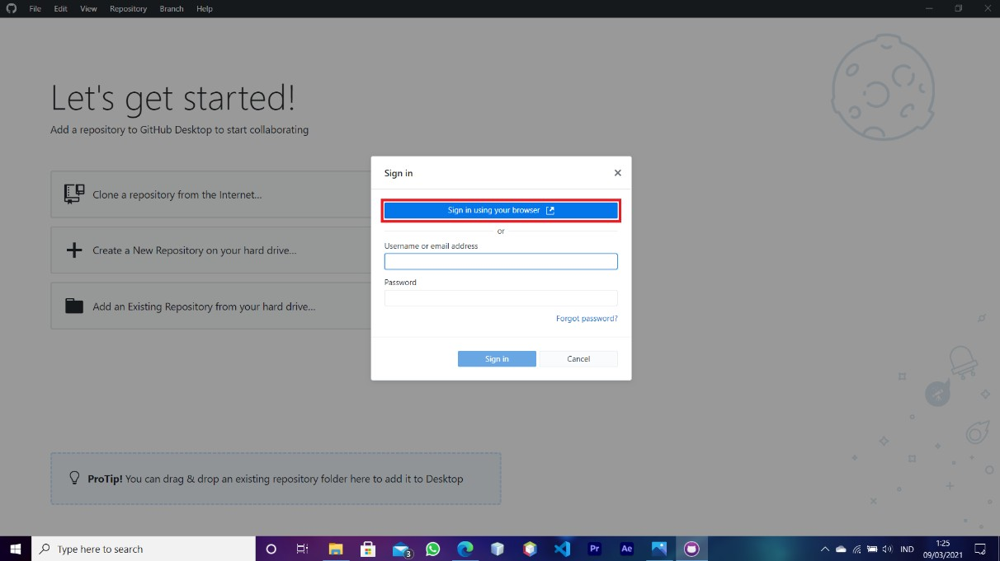 File Edit View Repository Branch Help
Let's get started!
Add a repository to GitHub Desktop to start collaborating
Clone a repository from the Internet...
Create a New Repository on your hard drive...
Add an Existing Repository from your hard drive...
ProTip! You can drag & drop an existing repository folder here to add it to Desktop
Sign in
Sign in using your browser
or
Username or email address
Password
Forgot password?
Sign in Cancel
Type here to search
3
Pr
Ae
IND
1:25
09/03/2021